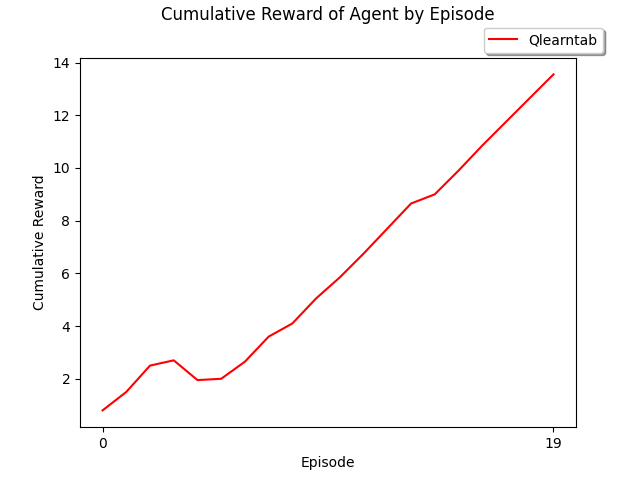 Cumulative Reward of Agent by Episode
Qlearntab
14
12
10
8
6
4
2
Cumulative Reward
0
19
Episode